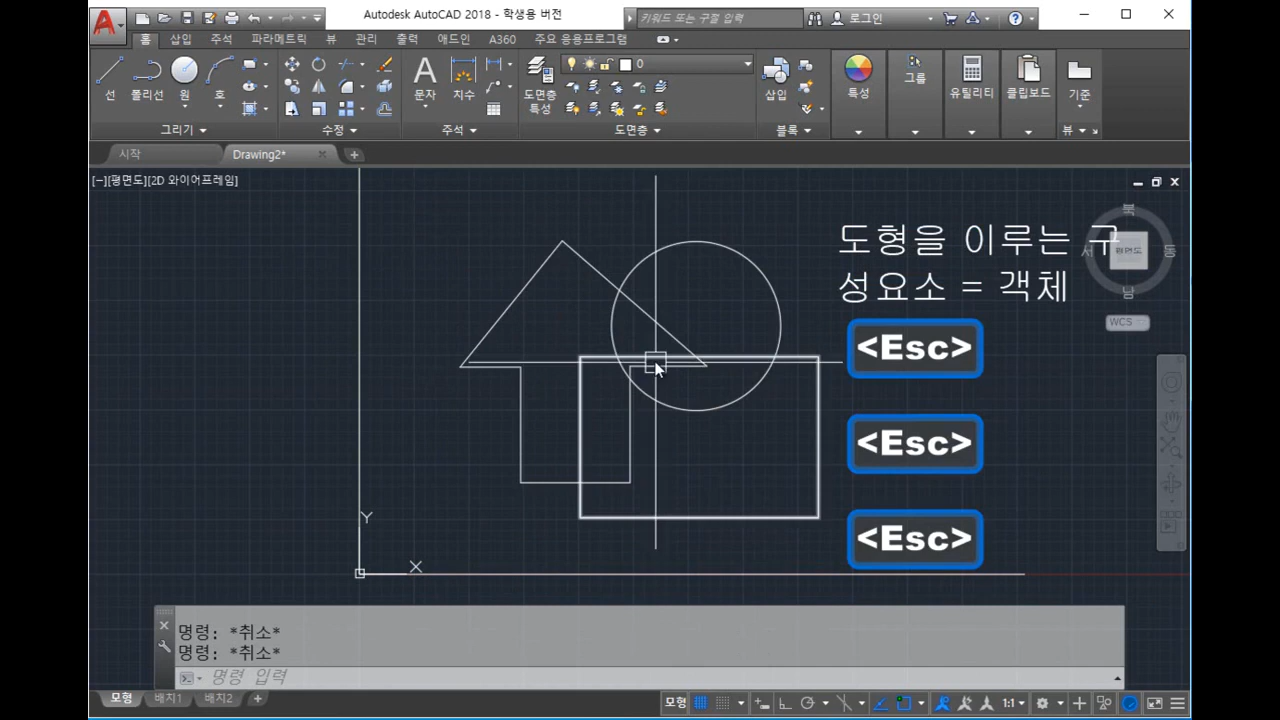 Autodesk AutoCAD 2018 - 학생용 버전
키워드 또는 구절 입력
로그인
홈 삽입 주석 파라메트릭 뷰 관리 출력 애드인 A360 주요 응용프로그램
선 폴리선 원 호
문자 치수
도면층 특성
0
삽입 특성 그룹 유틸리티 클립보드 기준
그리기 수정 주석 도면층 블록 뷰
시작 Drawing2*
[−][평면도][2D 와이어프레임]
북
서 평면도 동
남
WCS
도형을 이루는 구
성요소 = 객체
<Esc>
<Esc>
<Esc>
Y
X
명령: *취소*
명령: *취소*
명령 입력
모형 배치1 배치2
모형 1:1